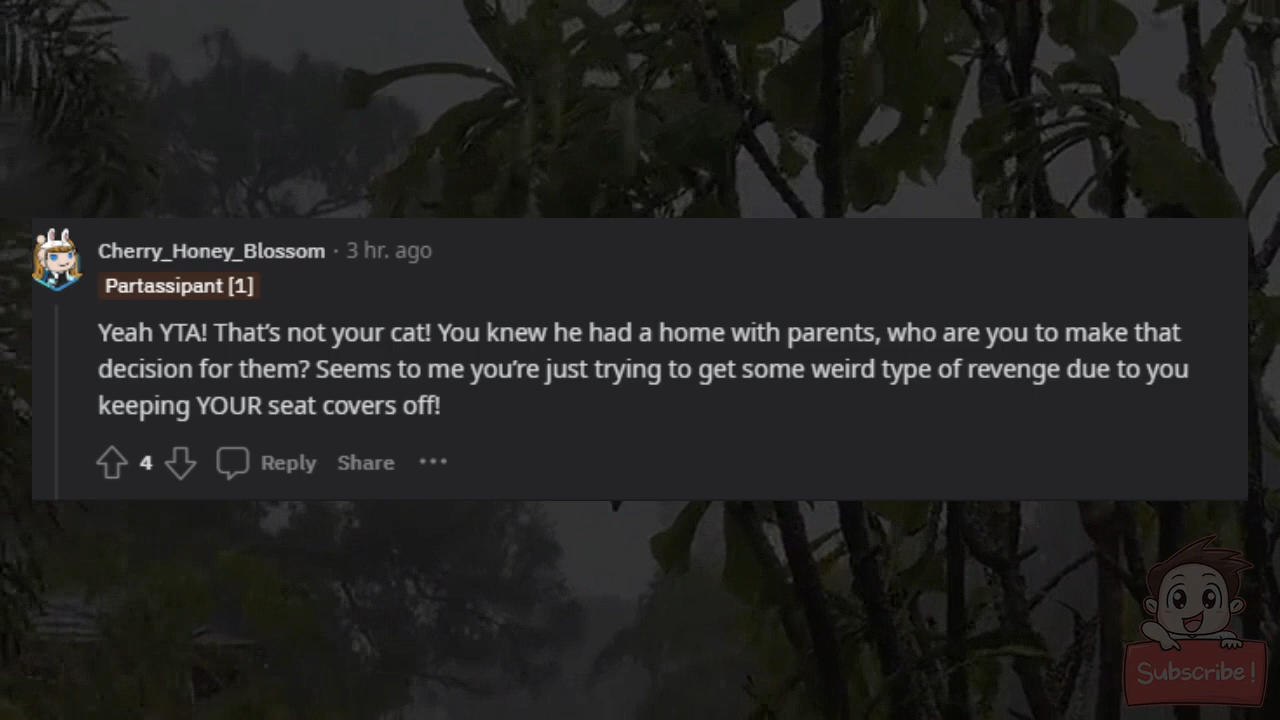 Cherry_Honey_Blossom · 3 hr. ago
Partassipant [1]
Yeah YTA! That’s not your cat! You knew he had a home with parents, who are you to make that
decision for them? Seems to me you’re just trying to get some weird type of revenge due to you
keeping YOUR seat covers off!
4 Reply Share ···
Subscribe!